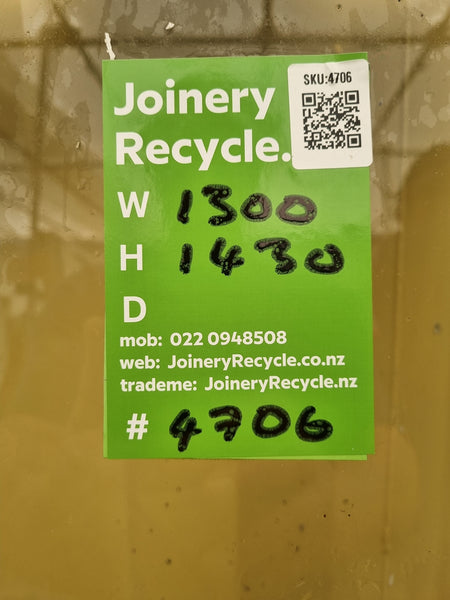 SKU:4706
Joinery
Recycle.
W 1300
H 1430
D
mob: 022 0948508
web: JoineryRecycle.co.nz
trademe: JoineryRecycle.nz
# 4706